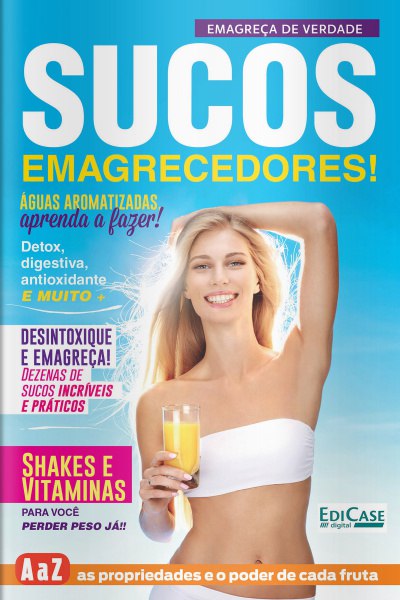 EMAGREÇA DE VERDADE
SUCOS
EMAGRECEDORES!
ÁGUAS AROMATIZADAS,
aprenda a fazer!
Detox,
digestiva,
antioxidante
E MUITO +
DESINTOXIQUE
E EMAGREÇA!
DEZENAS DE
SUCOS INCRÍVEIS
E PRÁTICOS
SHAKES E
VITAMINAS
PARA VOCÊ
PERDER PESO JÁ!!
EDICASE
digital
A a Z as propriedades e o poder de cada fruta